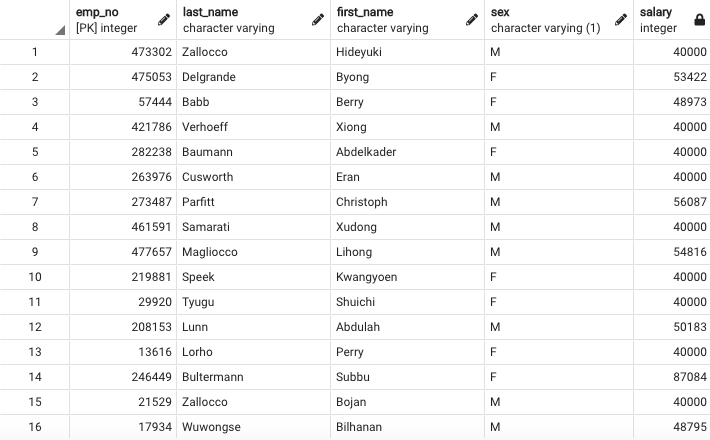 emp_no last_name first_name sex salary
[PK] integer character varying character varying character varying (1) integer
1 473302 Zallocco Hideyuki M 40000
2 475053 Delgrande Byong F 53422
3 57444 Babb Berry F 48973
4 421786 Verhoeff Xiong M 40000
5 282238 Baumann Abdelkader F 40000
6 263976 Cusworth Eran M 40000
7 273487 Parfitt Christoph M 56087
8 461591 Samarati Xudong M 40000
9 477657 Magliocco Lihong M 54816
10 219881 Speek Kwangyoen F 40000
11 29920 Tyugu Shuichi F 40000
12 208153 Lunn Abdulah M 50183
13 13616 Lorho Perry F 40000
14 246449 Bultermann Subbu F 87084
15 21529 Zallocco Bojan M 40000
16 17934 Wuwongse Bilhanan M 48795